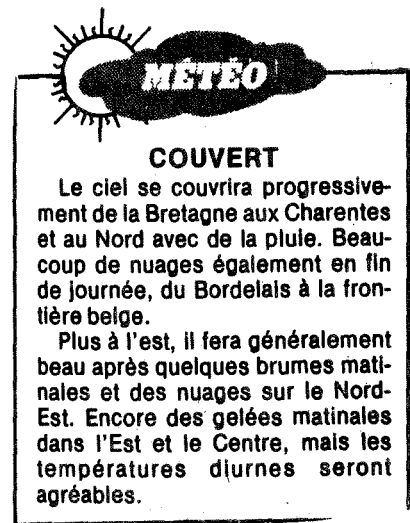 MÉTÉO
COUVERT
Le ciel se couvrira progressive-
ment de la Bretagne aux Charentes
et au Nord avec de la pluie. Beau-
coup de nuages également en fin
de journée, du Bordelais à la fron-
tière belge.
Plus à l'est, il fera généralement
beau après quelques brumes mati-
nales et des nuages sur le Nord-
Est. Encore des gelées matinales
dans l'Est et le Centre, mais les
températures diurnes seront
agréables.